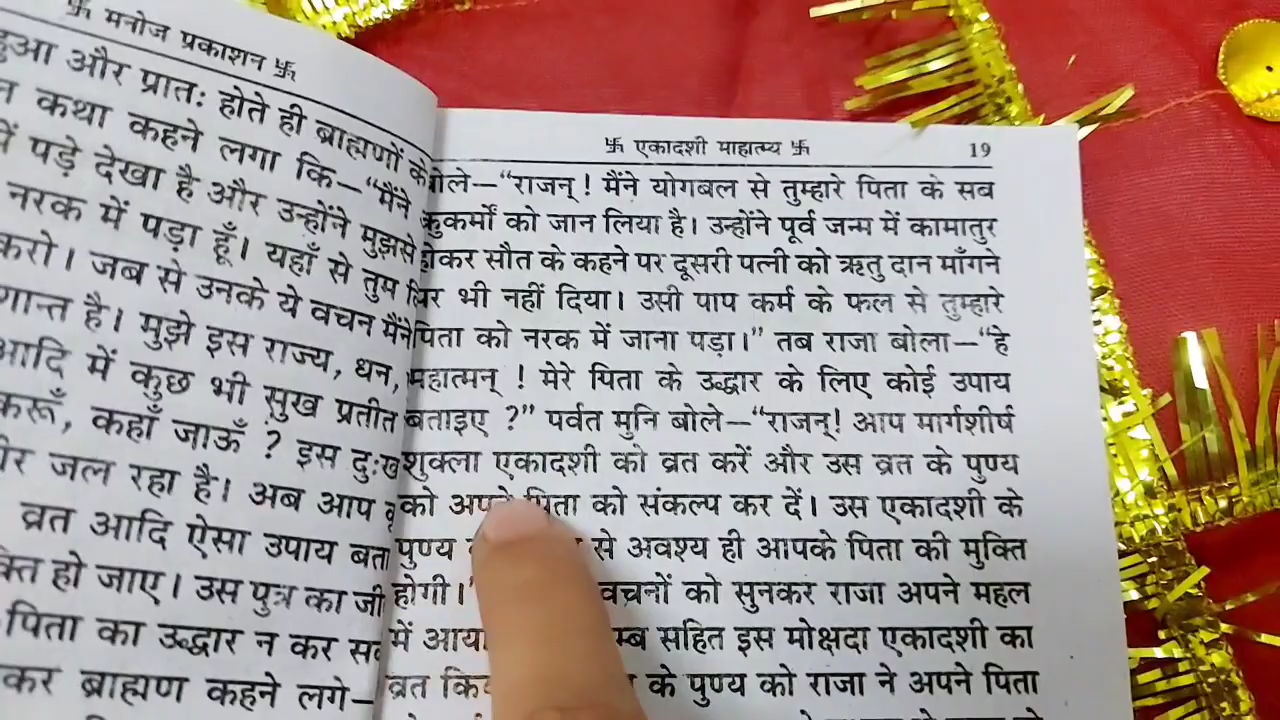 卐 मनोज प्रकाशन 卐
हुआ और प्रातः होते ही ब्राह्मणों के
कथा कहने लगा कि—“मैंने
में पड़े देखा है और उन्होंने मुझसे
नरक में पड़ा हूँ। यहाँ से तुम
करो। जब से उनके ये वचन मैंने
है। मुझे इस राज्य, धन,
आदि में कुछ भी सुख प्रतीत
करूँ, कहाँ जाऊँ ? इस दुःख
जल रहा है। अब आप
व्रत आदि ऐसा उपाय
हो जाए। उस पुत्र का
पिता का उद्धार न कर
कर ब्राह्मण कहने लगे—
卐 एकादशी माहात्म्य 卐 19
बोले—“राजन् ! मैंने योगबल से तुम्हारे पिता के सब
कुकर्मों को जान लिया है। उन्होंने पूर्व जन्म में कामातुर
होकर सौत के कहने पर दूसरी पत्नी को ऋतु दान माँगने
पर भी नहीं दिया। उसी पाप कर्म के फल से तुम्हारे
पिता को नरक में जाना पड़ा।” तब राजा बोला—“हे
महात्मन् ! मेरे पिता के उद्धार के लिए कोई उपाय
बताइए ?” पर्वत मुनि बोले—“राजन्! आप मार्गशीर्ष
शुक्ला एकादशी को व्रत करें और उस व्रत के पुण्य
को अपने पिता को संकल्प कर दें। उस एकादशी के
पुण्य से अवश्य ही आपके पिता की मुक्ति
होगी।” वचनों को सुनकर राजा अपने महल
में आया सहित इस मोक्षदा एकादशी का
व्रत के पुण्य को राजा ने अपने पिता